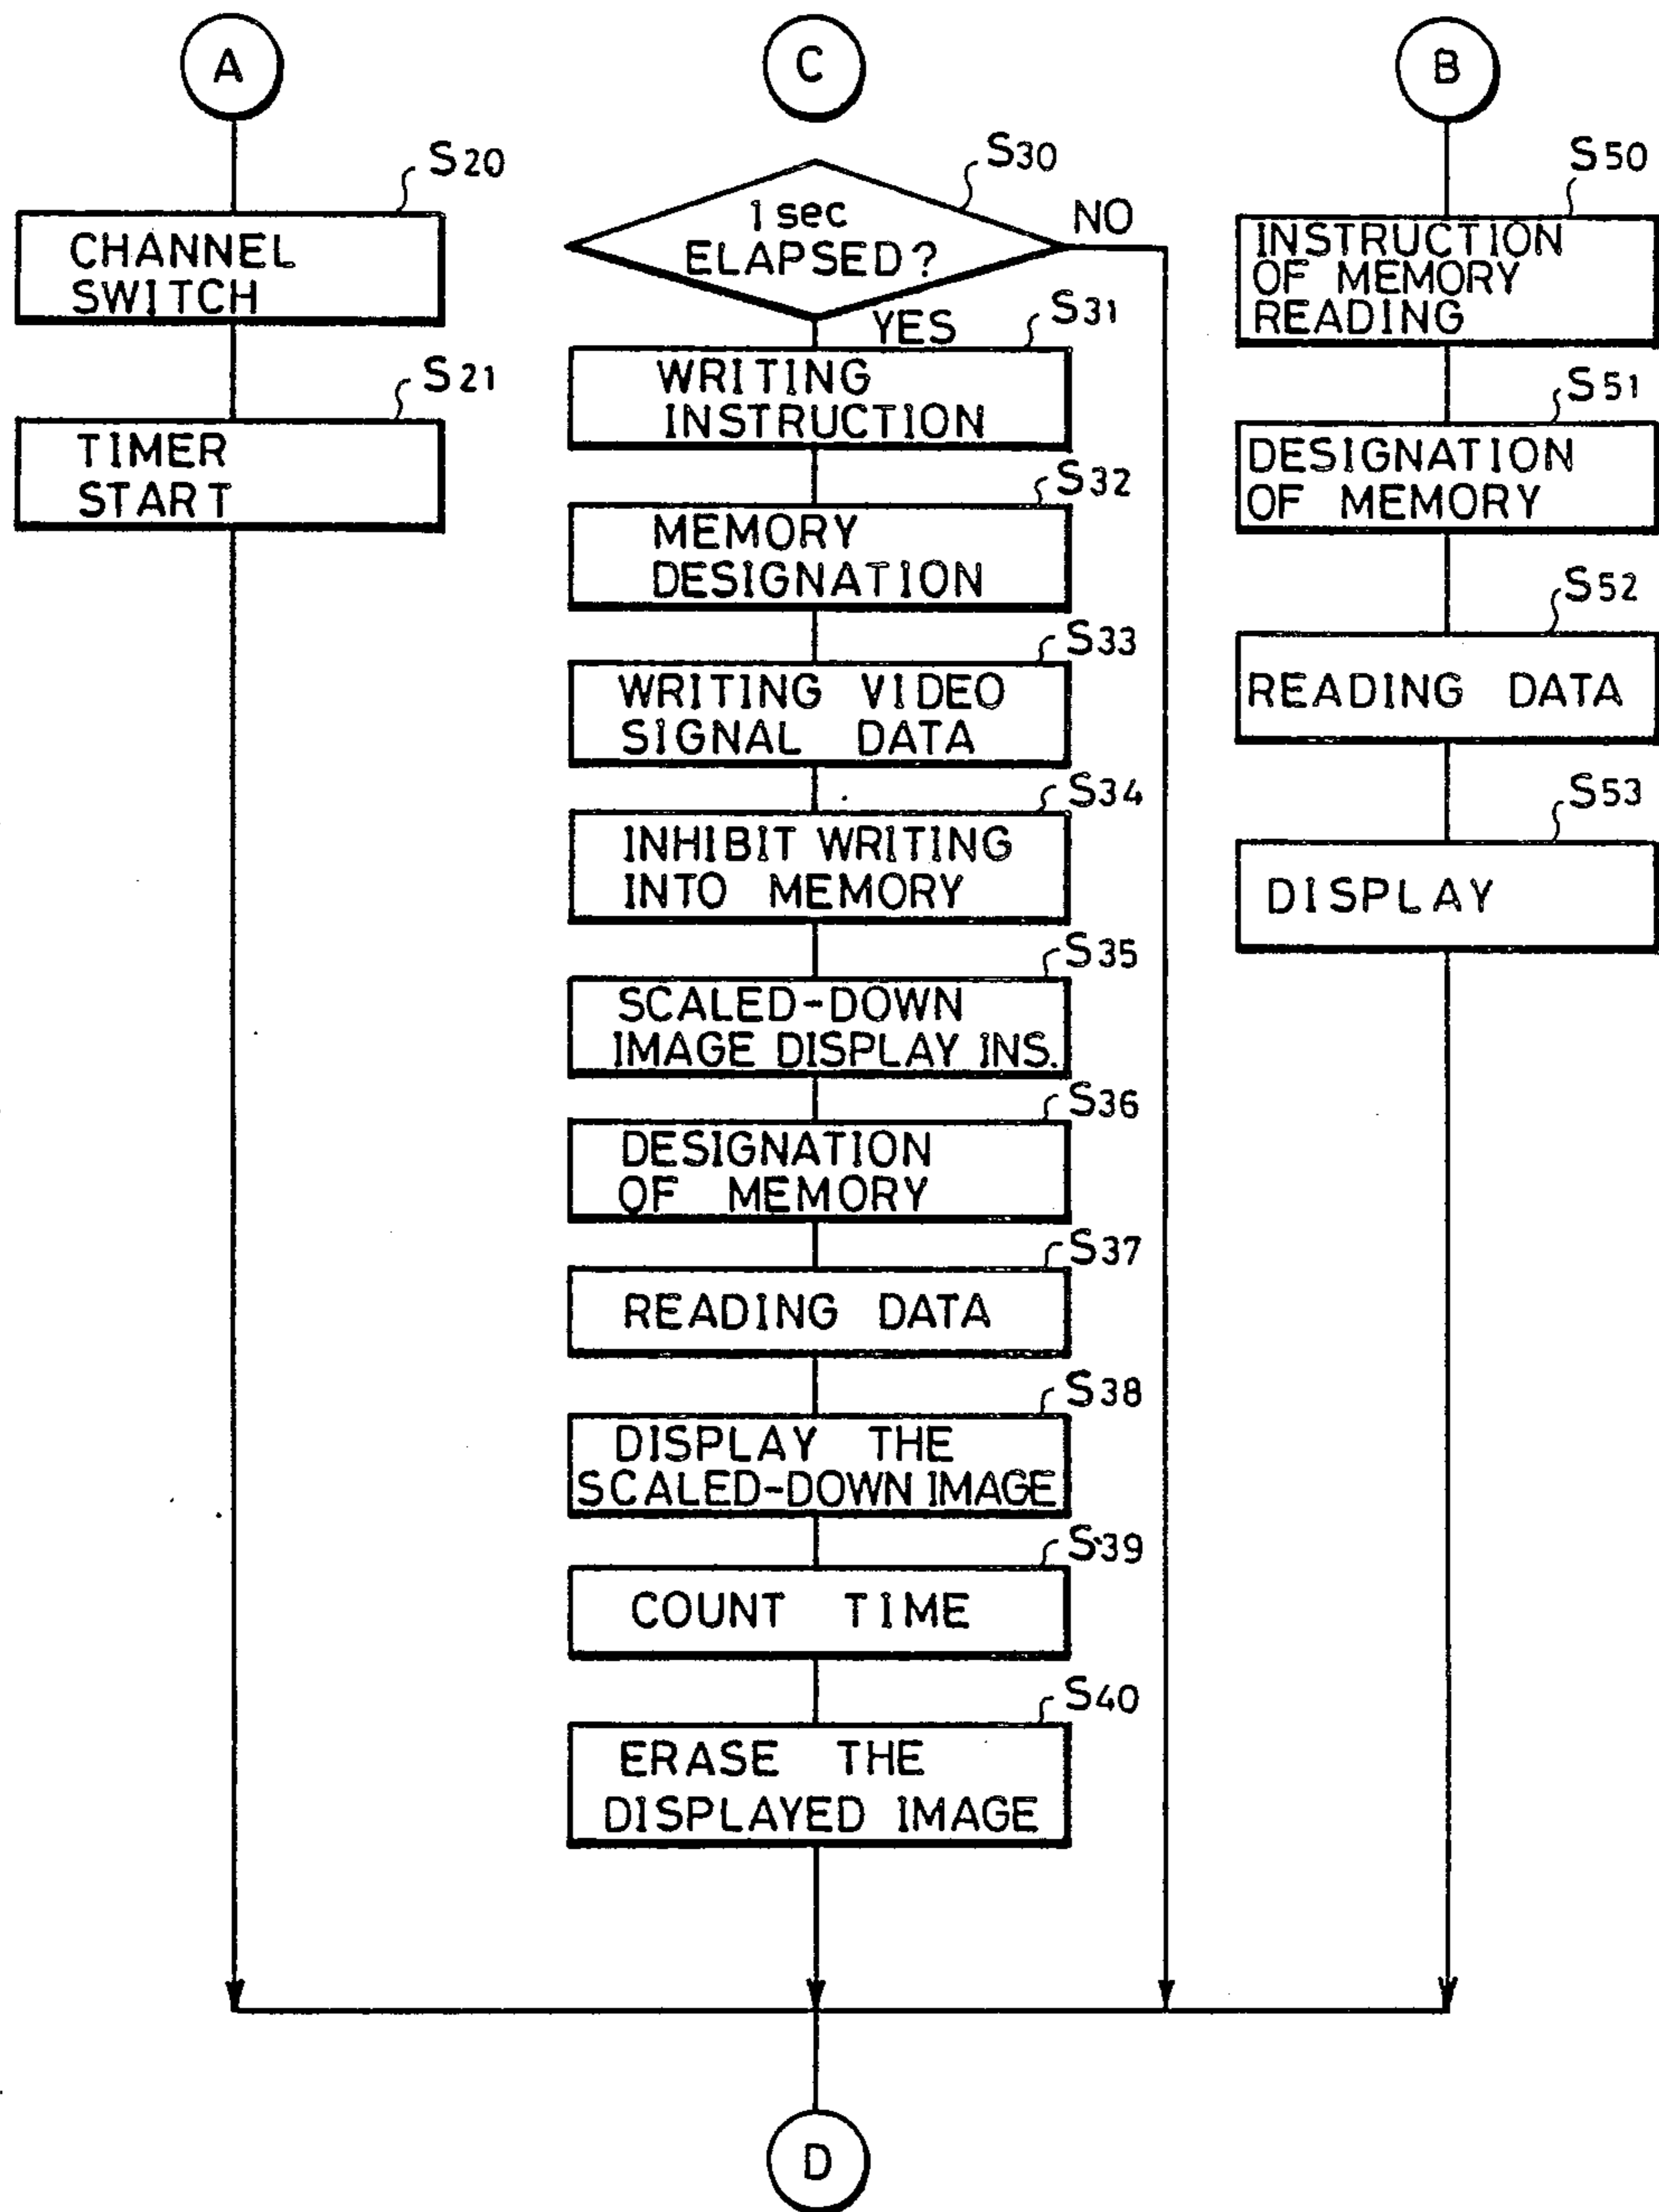 A
S20
CHANNEL
SWITCH
S21
TIMER
START
C
S30
1 sec
ELAPSED?
NO
YES
S31
WRITING
INSTRUCTION
S32
MEMORY
DESIGNATION
S33
WRITING VIDEO
SIGNAL DATA
S34
INHIBIT WRITING
INTO MEMORY
S35
SCALED-DOWN
IMAGE DISPLAY INS.
S36
DESIGNATION
OF MEMORY
S37
READING DATA
S38
DISPLAY THE
SCALED-DOWN IMAGE
S39
COUNT TIME
S40
ERASE THE
DISPLAYED IMAGE
B
S50
INSTRUCTION
OF MEMORY
READING
S51
DESIGNATION
OF MEMORY
S52
READING DATA
S53
DISPLAY
D